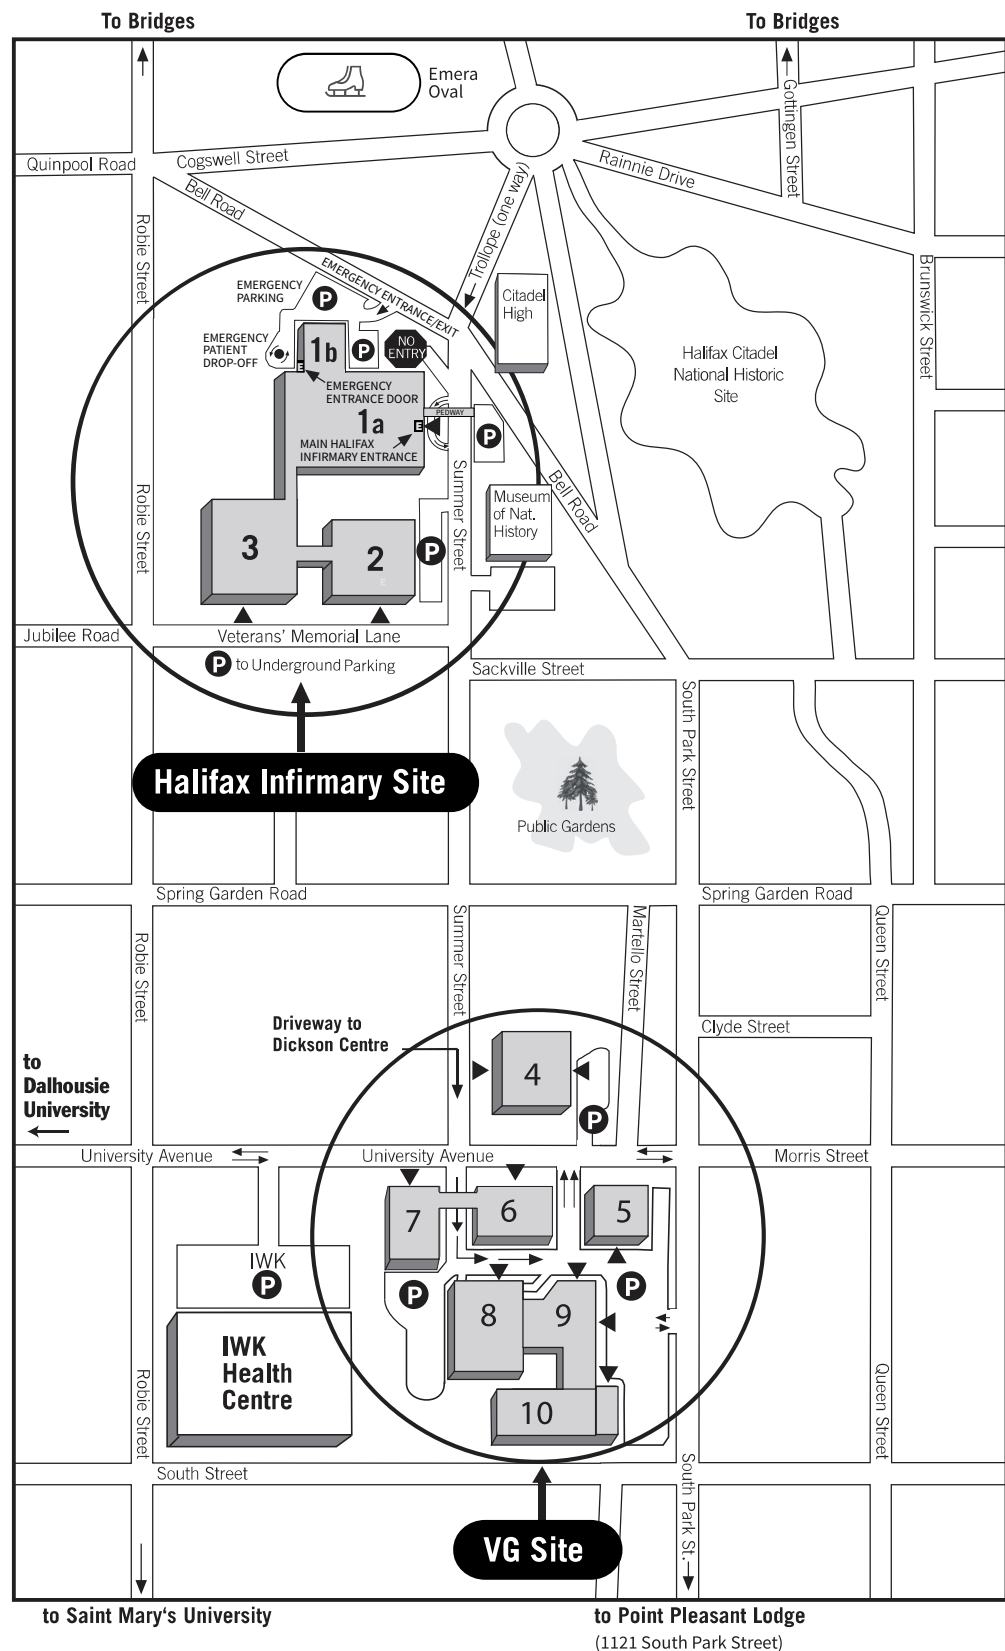 To Bridges
To Bridges
Emera
Oval
Gottingen Street
Quinpool Road
Cogswell Street
Rainnie Drive
Bell Road
Trollope (one way)
Robie Street
Brunswick Street
EMERGENCY ENTRANCE/EXIT
EMERGENCY
PARKING
P
Citadel
High
EMERGENCY
PATIENT
DROP-OFF
1b
P
NO
ENTRY
Halifax Citadel
National Historic
Site
E
EMERGENCY
ENTRANCE DOOR
1a
PEDWAY
E
MAIN HALIFAX
INFIRMARY ENTRANCE
P
Robie Street
Summer Street
Bell Road
Museum
of Nat.
History
3
2
E
P
Jubilee Road
Veterans' Memorial Lane
P to Underground Parking
Sackville Street
South Park Street
Halifax Infirmary Site
Public Gardens
Spring Garden Road
Spring Garden Road
Robie Street
Summer Street
Martello Street
Queen Street
Driveway to
Dickson Centre
Clyde Street
to
Dalhousie
University
4
P
University Avenue
University Avenue
Morris Street
7
6
5
IWK
P
P
P
8
9
IWK
Health
Centre
10
Robie Street
Queen Street
South Street
South Park St.
VG Site
to Saint Mary's University
to Point Pleasant Lodge
(1121 South Park Street)